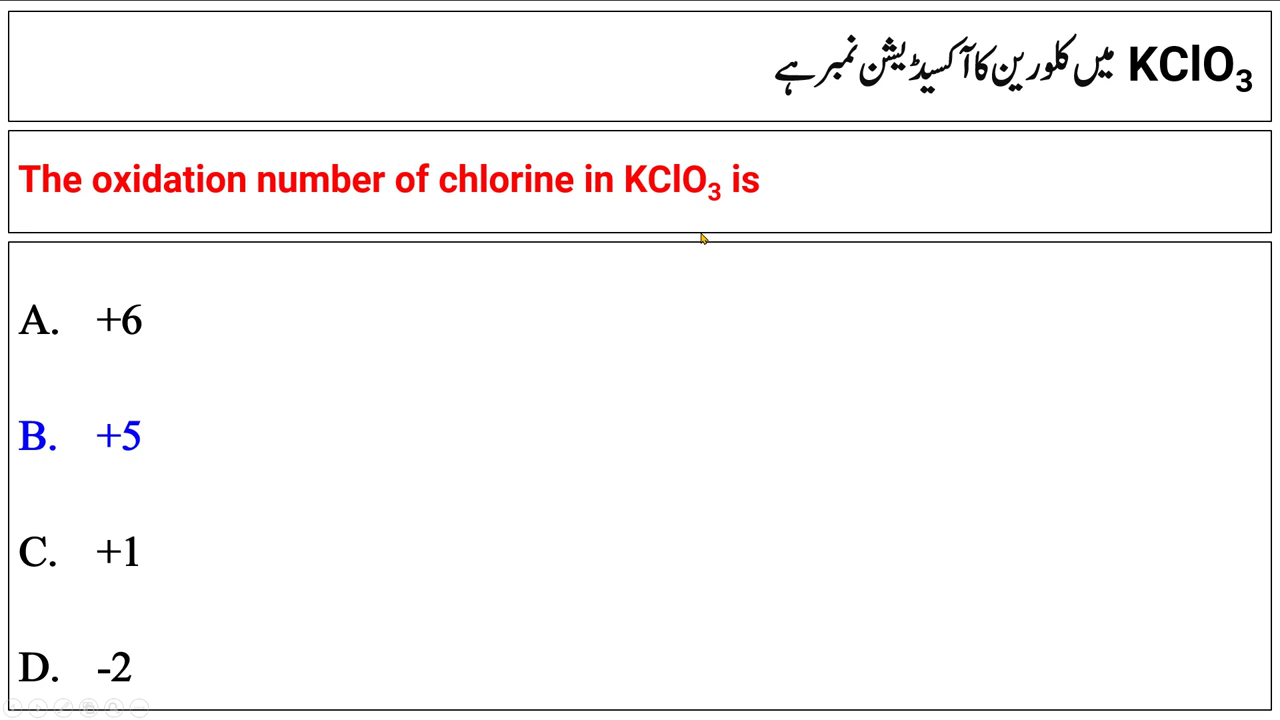 KClO₃ میں کلورین کا آکسیڈیشن نمبر ہے
The oxidation number of chlorine in KClO₃ is
A. +6
B. +5
C. +1
D. -2